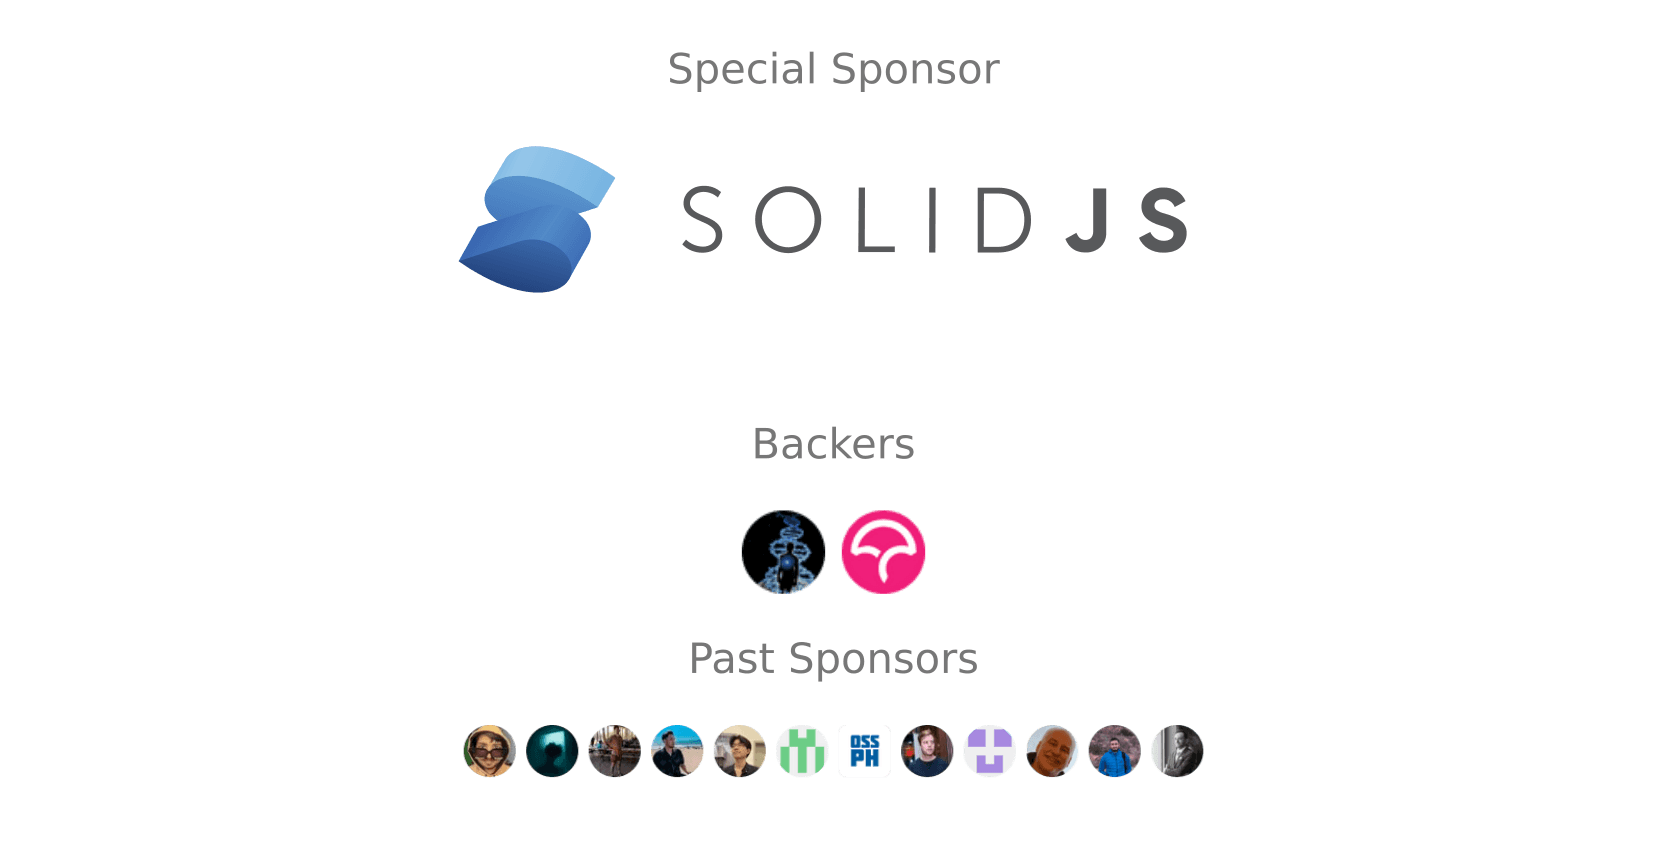 Special Sponsor
SOLIDJS
Backers
Past Sponsors
OSS
PH